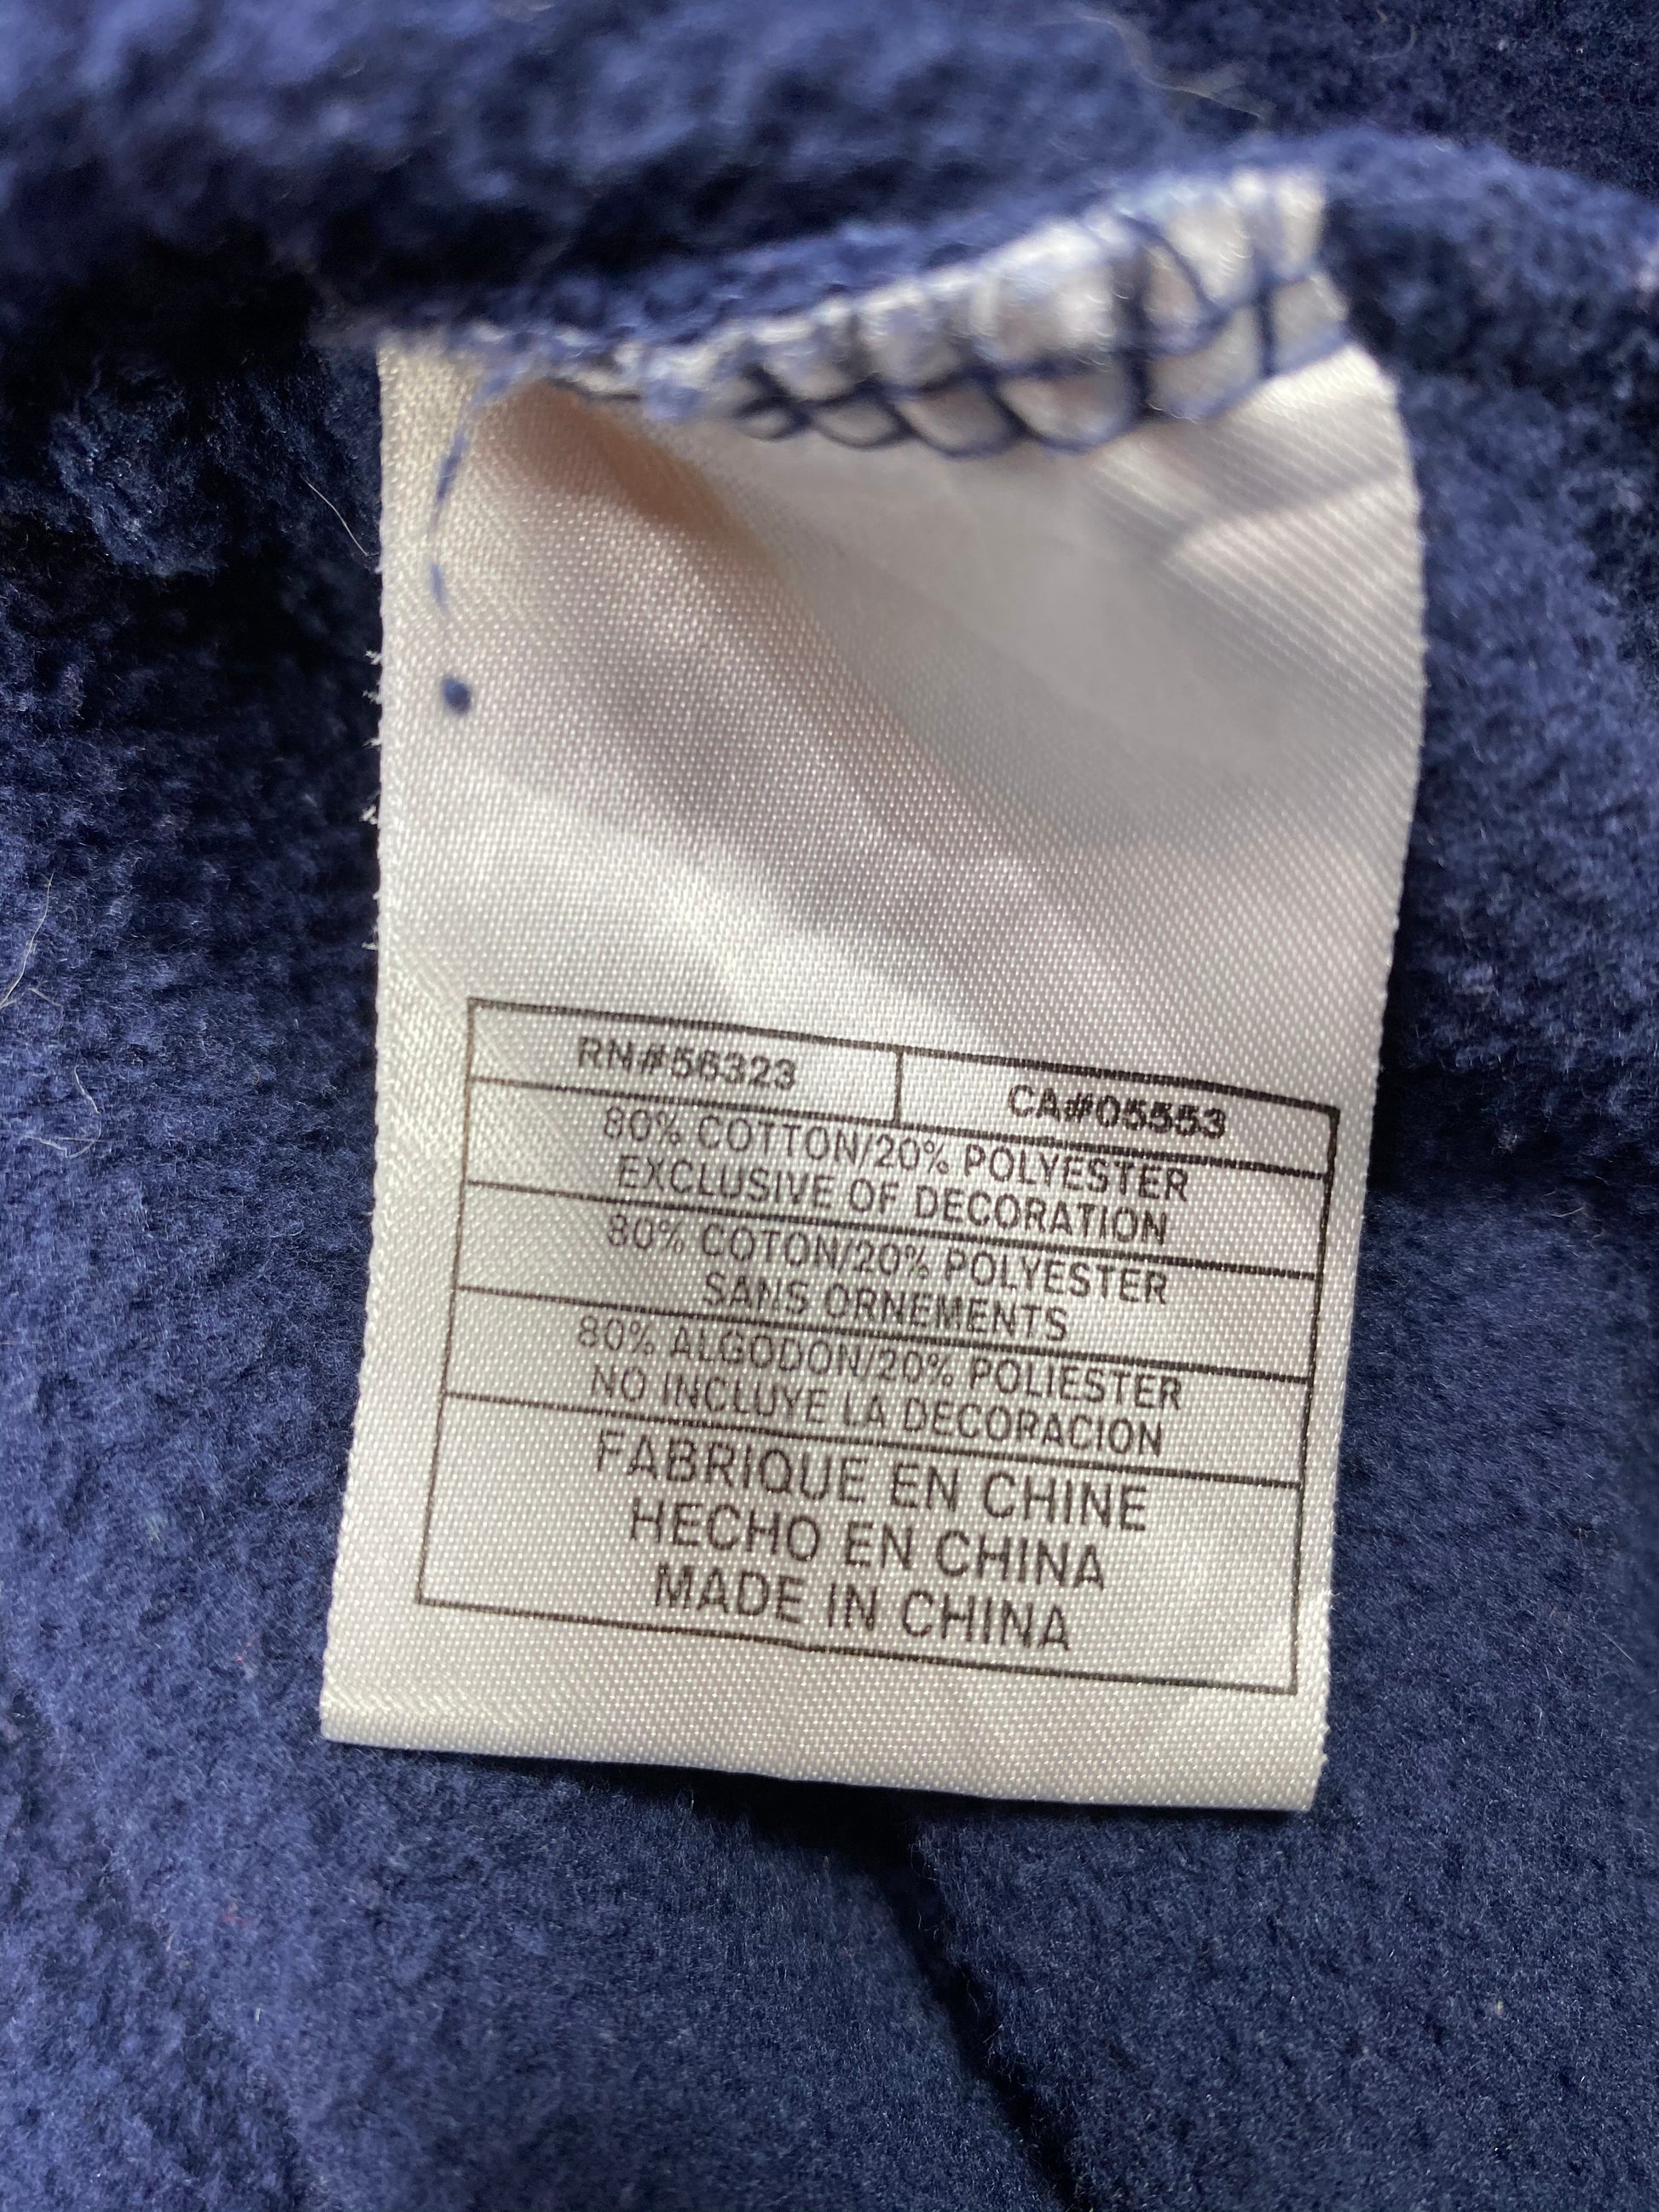 RN#56323
CA#05553
80% COTTON/20% POLYESTER
EXCLUSIVE OF DECORATION
80% COTON/20% POLYESTER
SANS ORNEMENTS
80% ALGODON/20% POLIESTER
NO INCLUYE LA DECORACION
FABRIQUE EN CHINE
HECHO EN CHINA
MADE IN CHINA